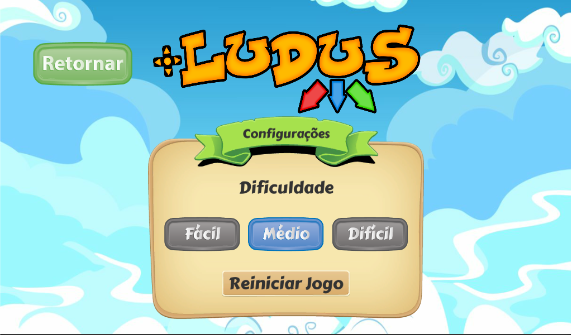 Retornar
LUDUS
Configurações
Dificuldade
Fácil Médio Difícil
Reiniciar Jogo